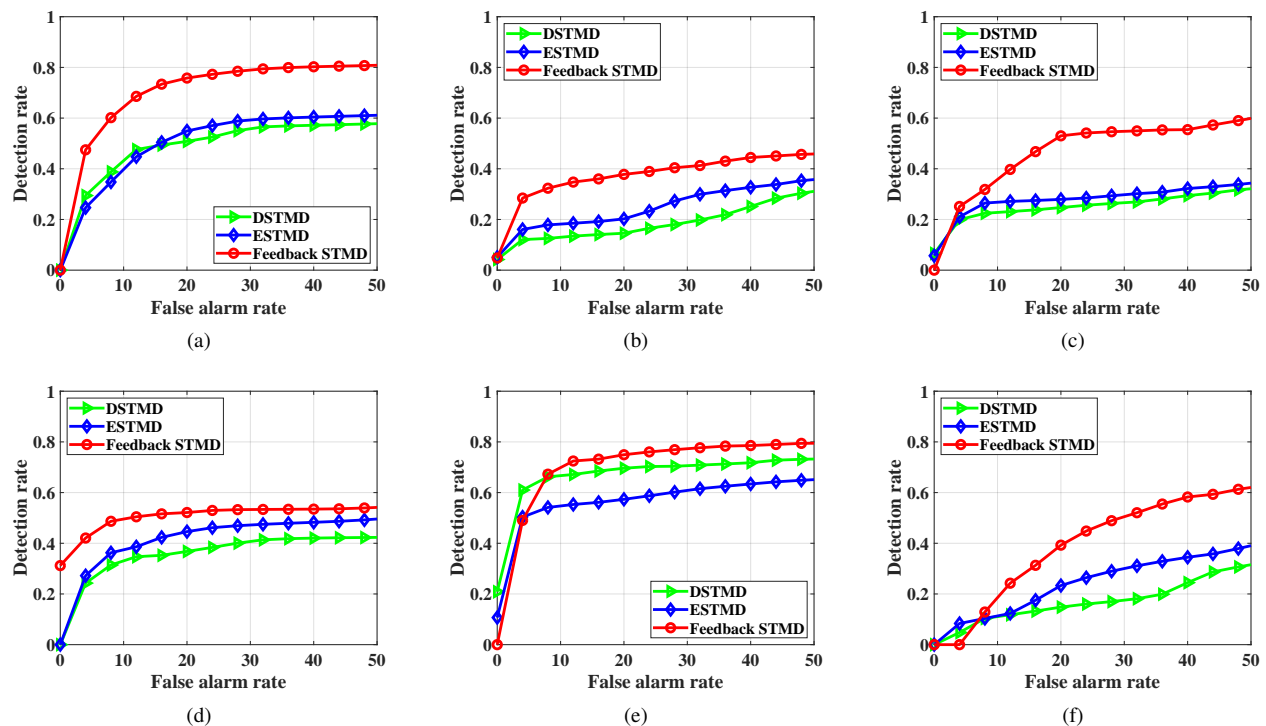 1
0.8
0.6
0.4
0.2
0
Detection rate
0 10 20 30 40 50
False alarm rate
DSTMD
ESTMD
Feedback STMD
(a)
1
0.8
0.6
0.4
0.2
0
Detection rate
0 10 20 30 40 50
False alarm rate
DSTMD
ESTMD
Feedback STMD
(b)
1
0.8
0.6
0.4
0.2
0
Detection rate
0 10 20 30 40 50
False alarm rate
DSTMD
ESTMD
Feedback STMD
(c)
1
0.8
0.6
0.4
0.2
0
Detection rate
0 10 20 30 40 50
False alarm rate
DSTMD
ESTMD
Feedback STMD
(d)
1
0.8
0.6
0.4
0.2
0
Detection rate
0 10 20 30 40 50
False alarm rate
DSTMD
ESTMD
Feedback STMD
(e)
1
0.8
0.6
0.4
0.2
0
Detection rate
0 10 20 30 40 50
False alarm rate
DSTMD
ESTMD
Feedback STMD
(f)